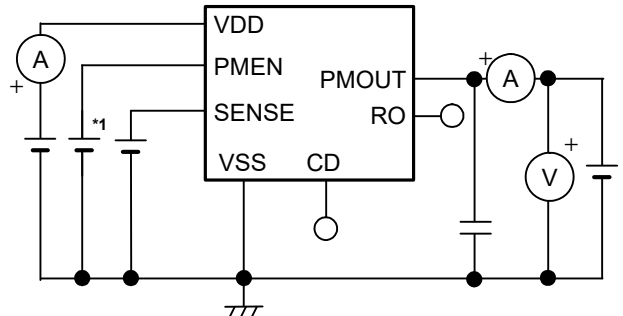 VDD
A
+
PMEN
*1
SENSE
VSS
CD
PMOUT
RO
+
A
+
V